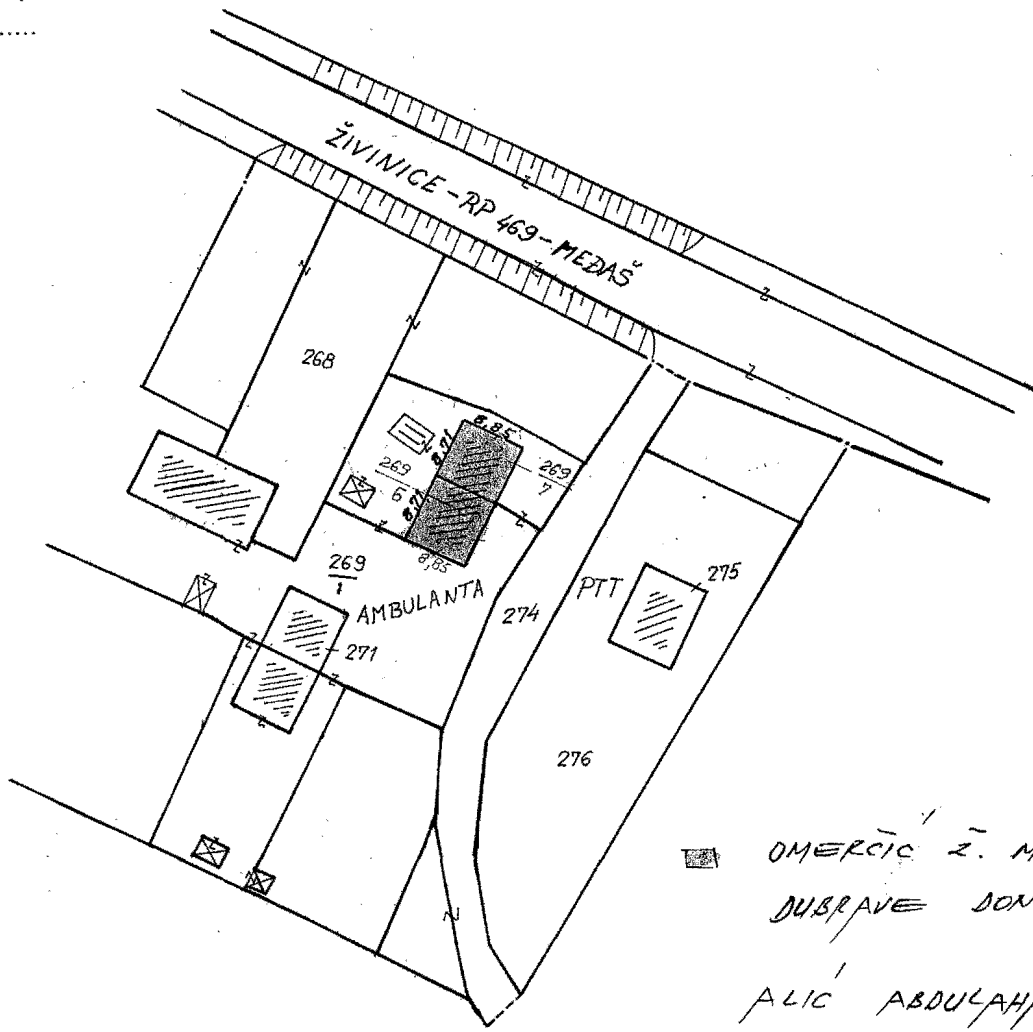 ŽIVINICE - RP 469 - MEDAŠ
268
8,85
8,71
269
6
269
7
8,71
8,85
269
1
AMBULANTA
271
274
PTT
275
276
OMERČIĆ Ž. M
DUBRAVE DON
ALIĆ ABDULAH